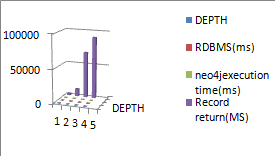 100000
50000
0
1 2 3 4 5
DEPTH
DEPTH
RDBMS(ms)
neo4jexecution
time(ms)
Record
return(MS)